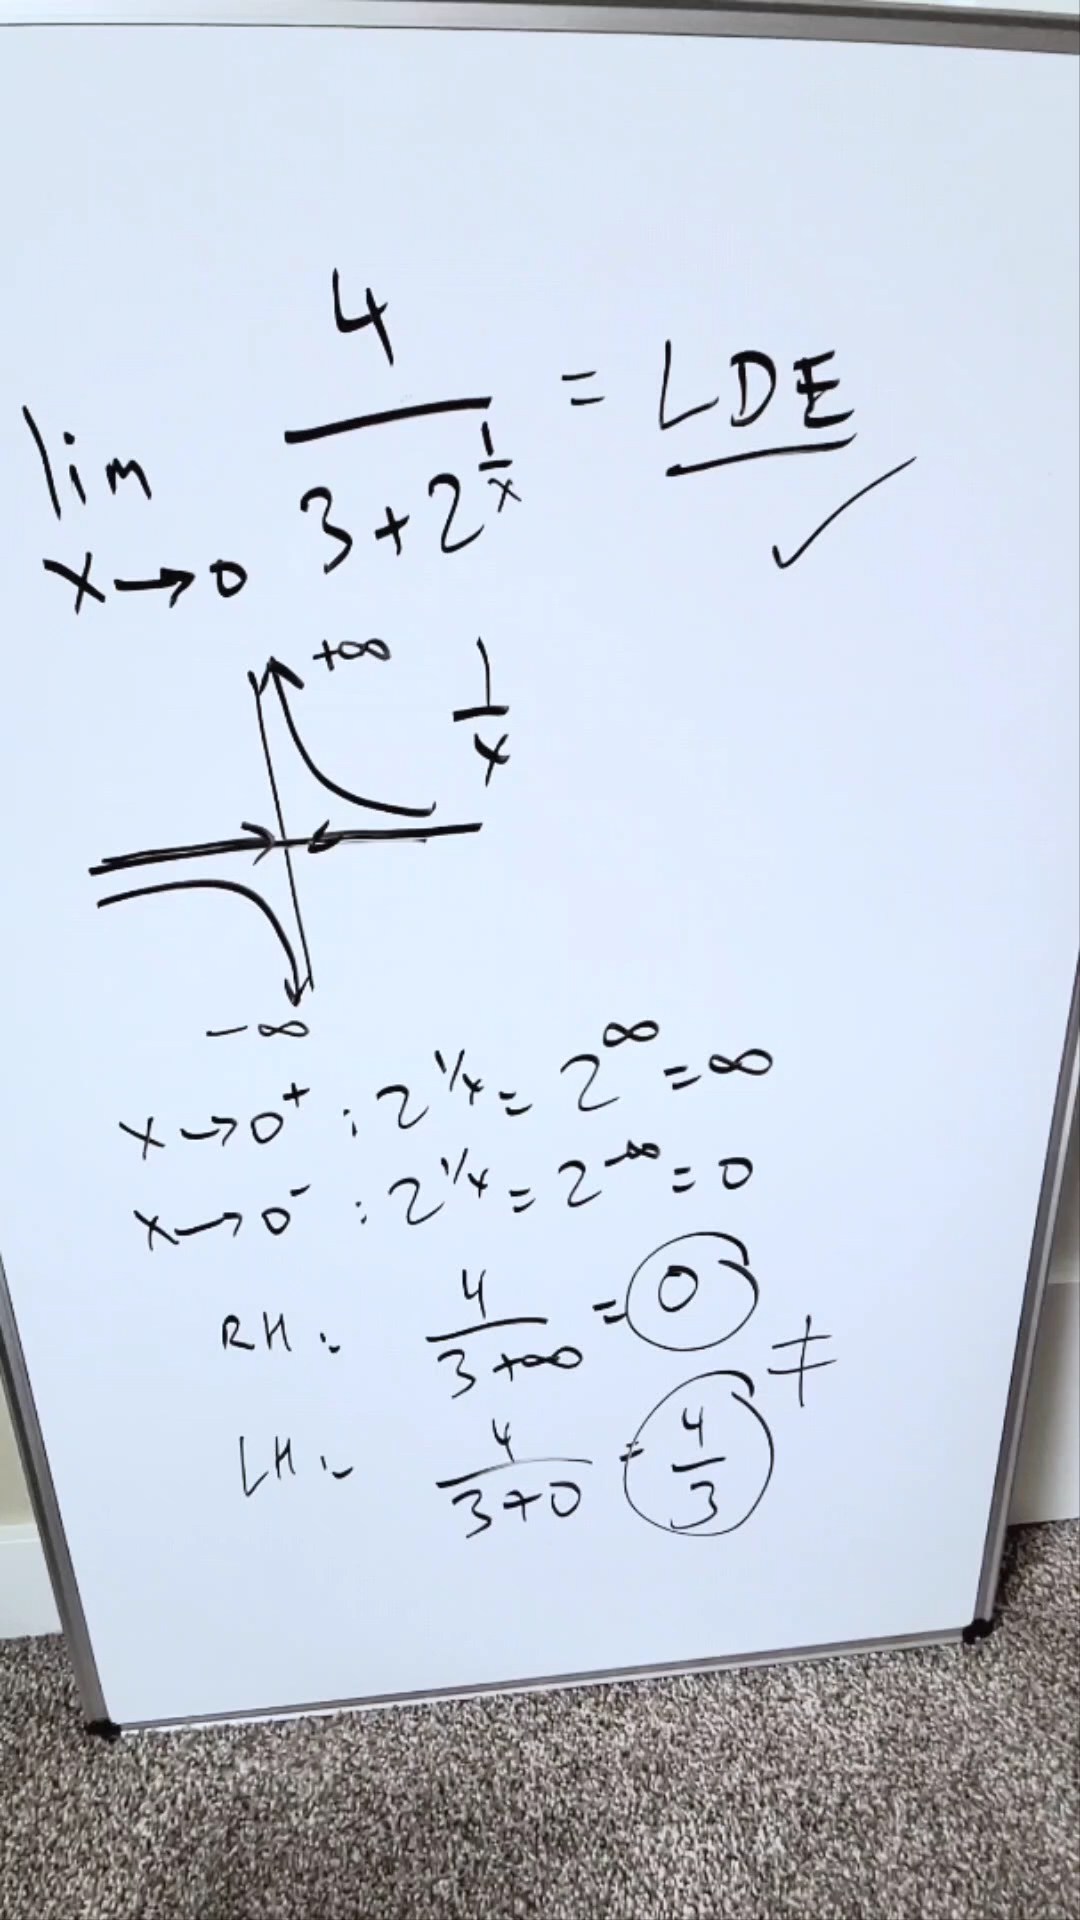 lim x→0 4/(3+2^(1/x)) = LDE ✓
+∞
1/x
-∞
x→0⁺ : 2^(1/x) = 2^∞ = ∞
x→0⁻ : 2^(1/x) = 2^(-∞) = 0
RH: 4/(3+∞) = 0
≠
LH: 4/(3+0) = 4/3